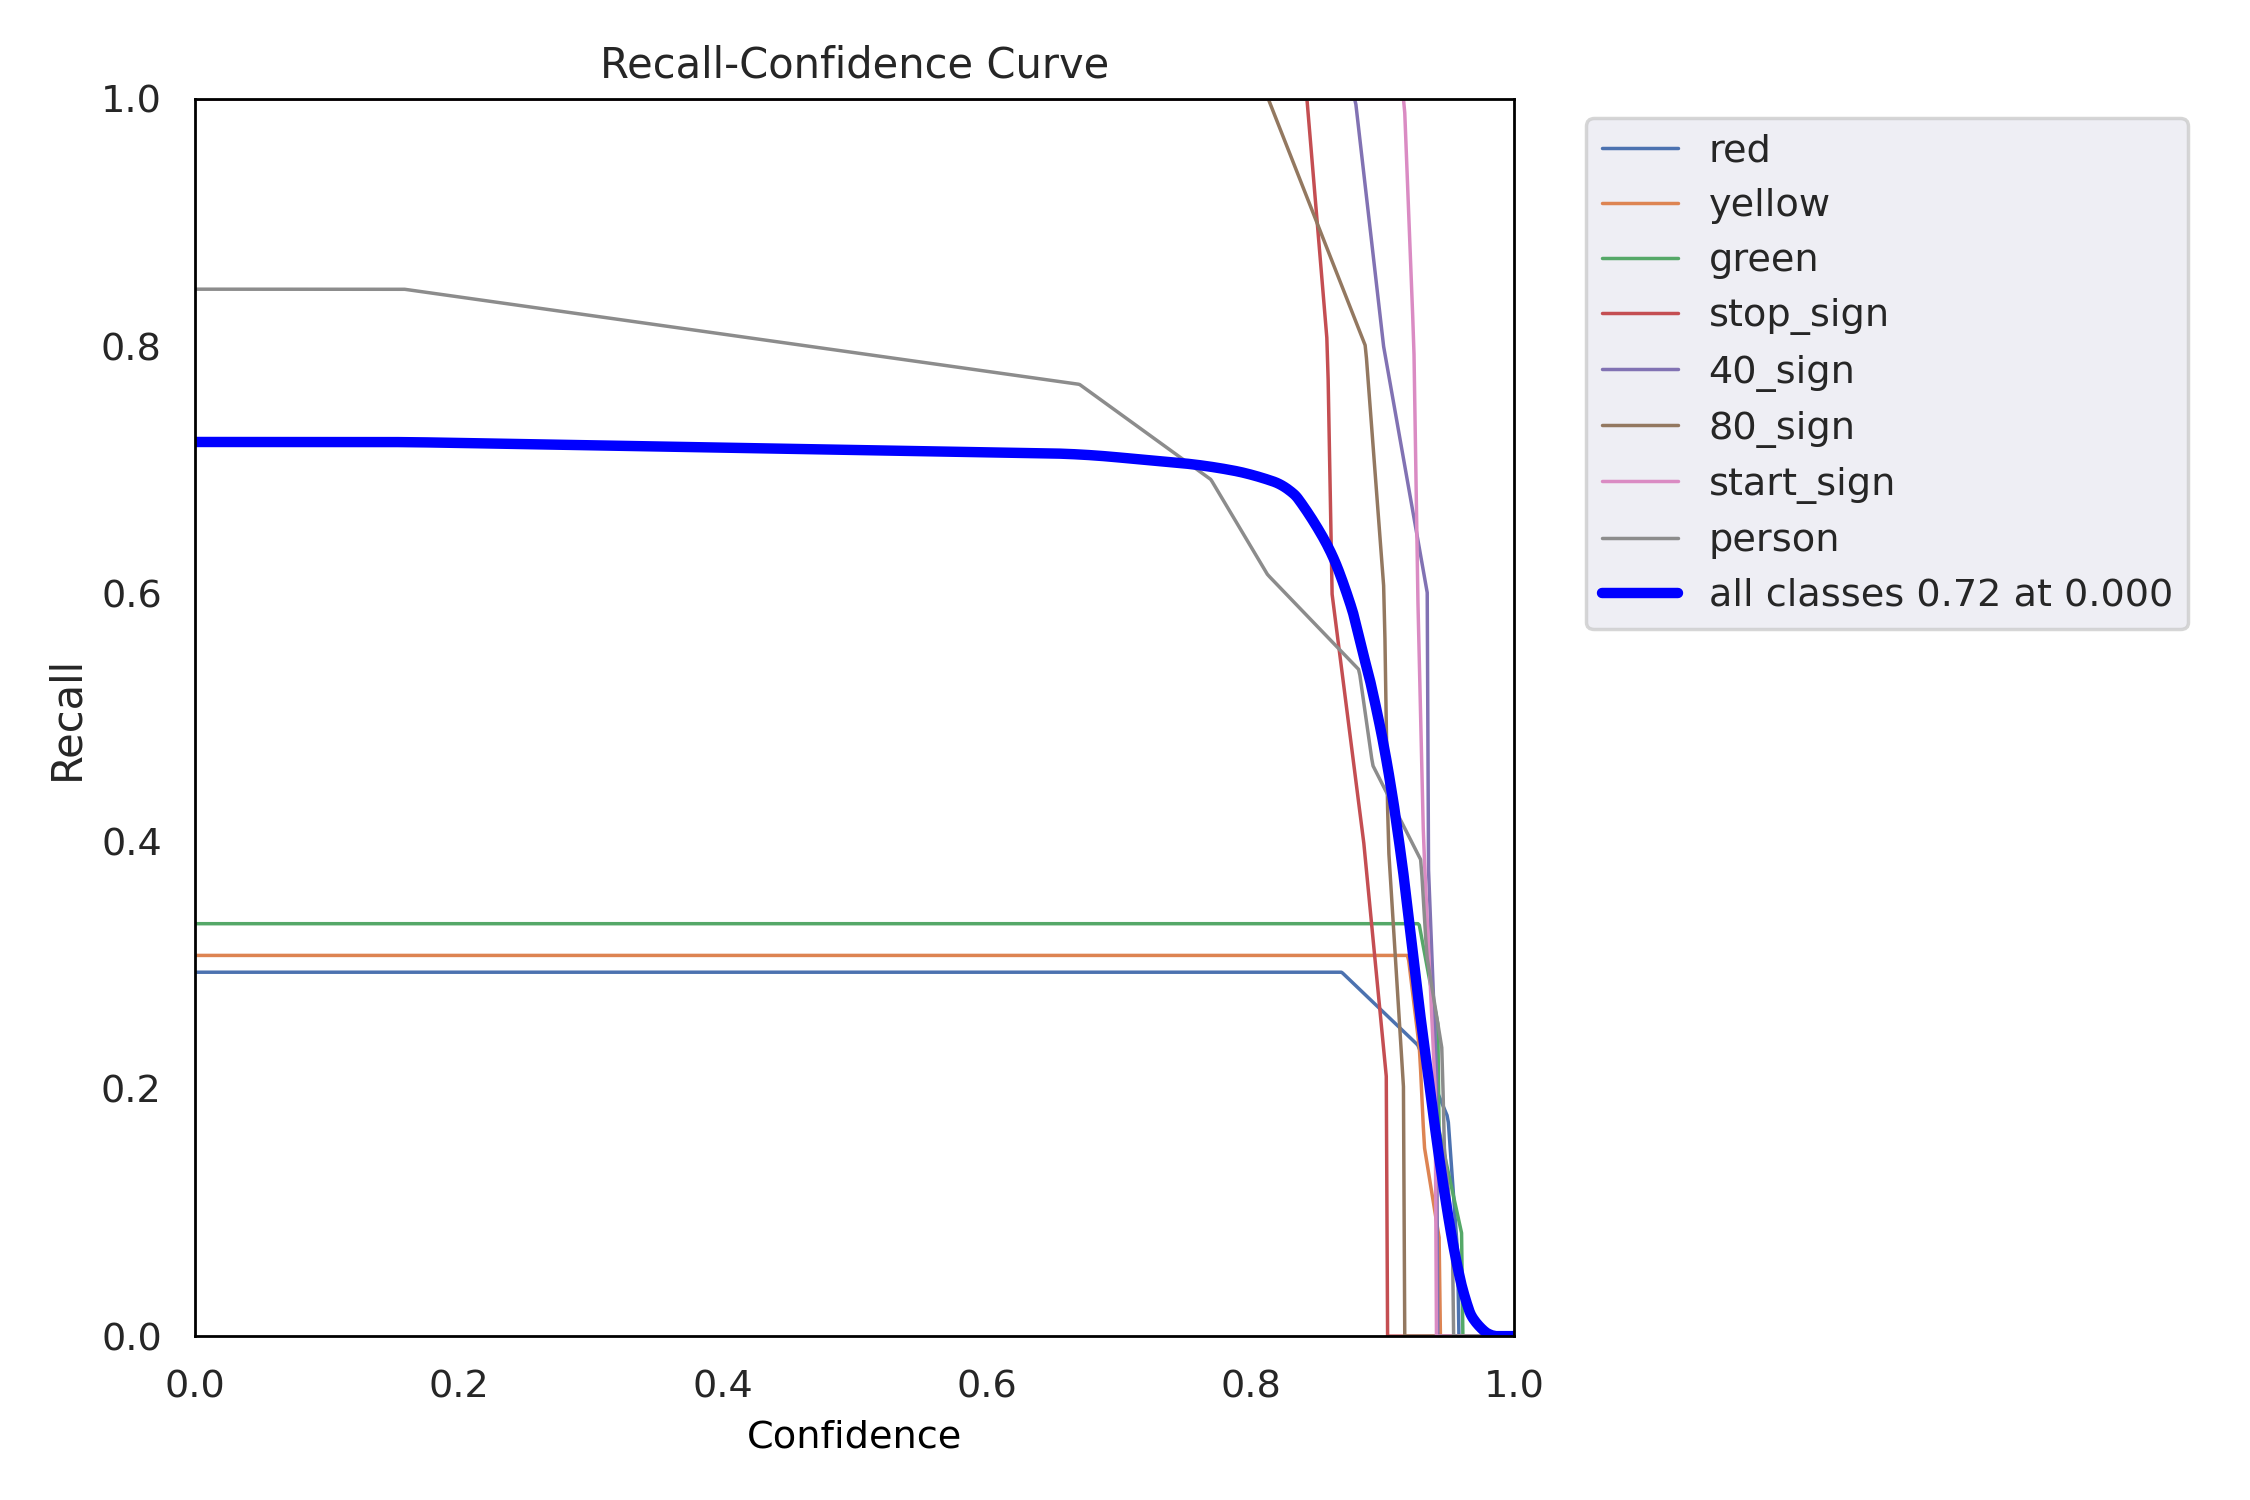 Recall-Confidence Curve
1.0
0.8
0.6
0.4
0.2
0.0
Recall
0.0 0.2 0.4 0.6 0.8 1.0
Confidence
red
yellow
green
stop_sign
40_sign
80_sign
start_sign
person
all classes 0.72 at 0.000